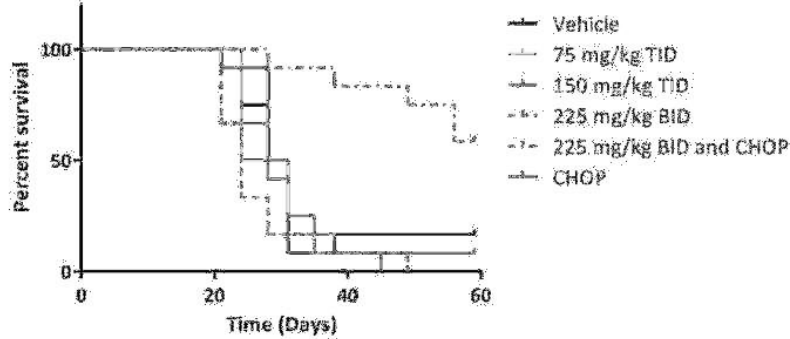 Percent survival
100
50
0
0 20 40 60
Time (Days)
Vehicle
75 mg/kg TID
150 mg/kg TID
225 mg/kg BID
225 mg/kg BID and CHOP
CHOP